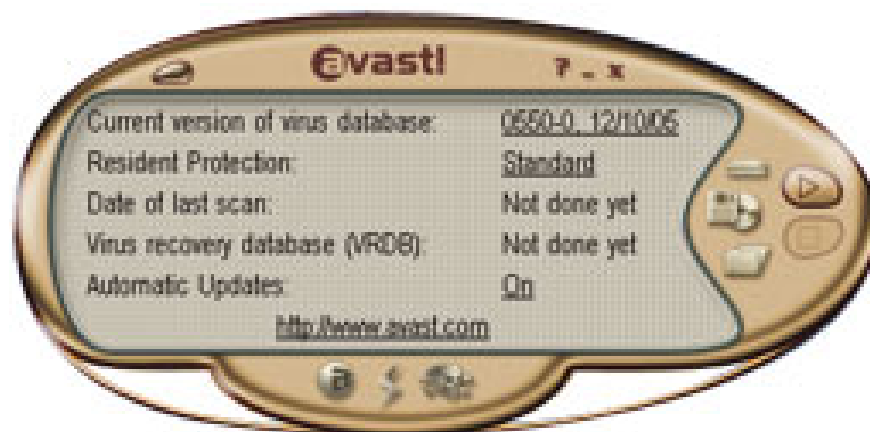 avast!
? _ x
Current version of virus database: 0550-0, 12/10/05
Resident Protection: Standard
Date of last scan: Not done yet
Virus recovery database (VRDB): Not done yet
Automatic Updates: On
http://www.avast.com